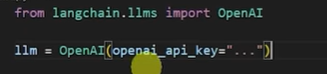 from langchain.llms import OpenAI
llm = OpenAI(openai_api_key="...")